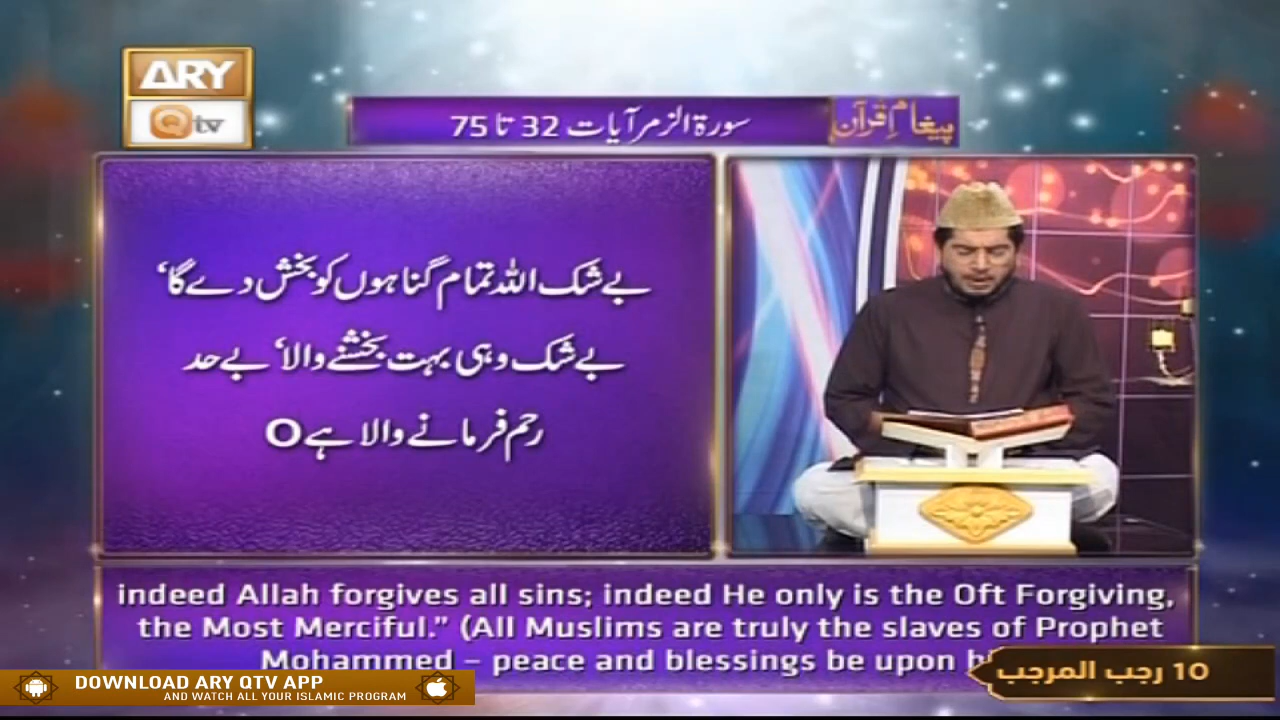 ARY
Qtv
پیغامِ قرآن
سورۃ الزمر آیات 32 تا 75
بے شک اللہ تمام گناہوں کو بخش دے گا‘
بے شک وہی بہت بخشنے والا‘ بے حد
رحم فرمانے والا ہے O
indeed Allah forgives all sins; indeed He only is the Oft Forgiving,
the Most Merciful.” (All Muslims are truly the slaves of Prophet
Mohammed – peace and blessings be upon
10 رجب المرجب
DOWNLOAD ARY QTV APP
AND WATCH ALL YOUR ISLAMIC PROGRAM